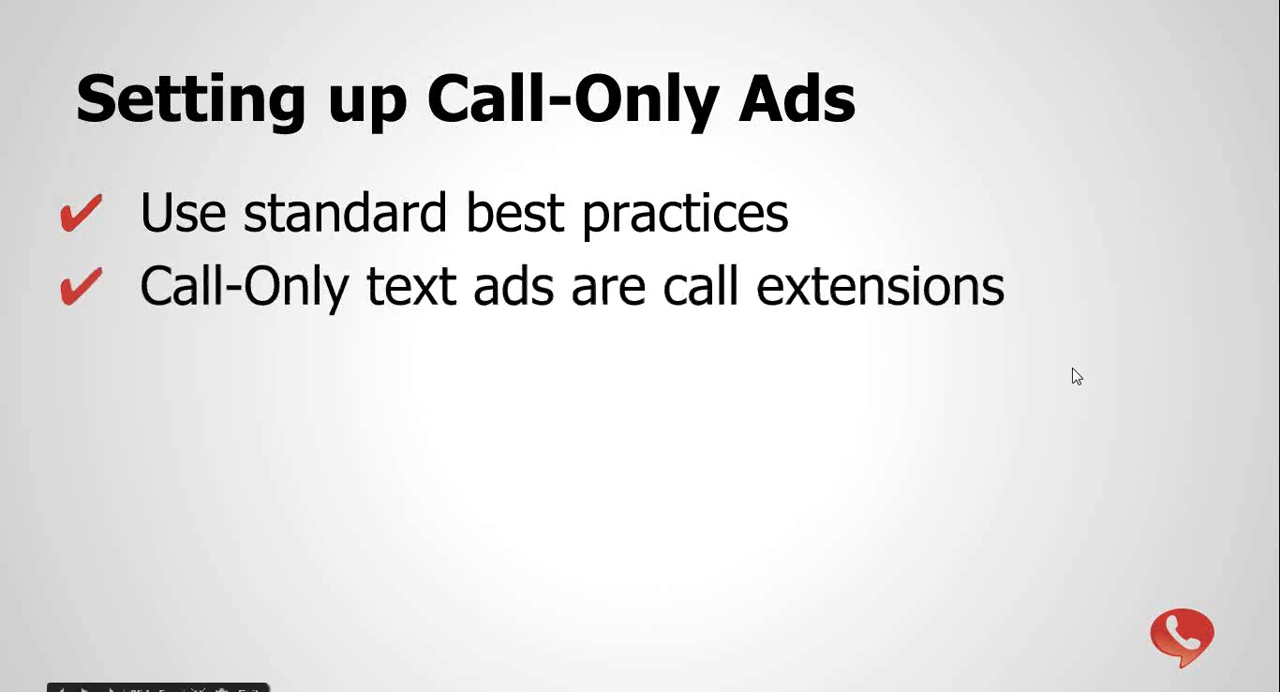 Setting up Call-Only Ads
Use standard best practices
Call-Only text ads are call extensions